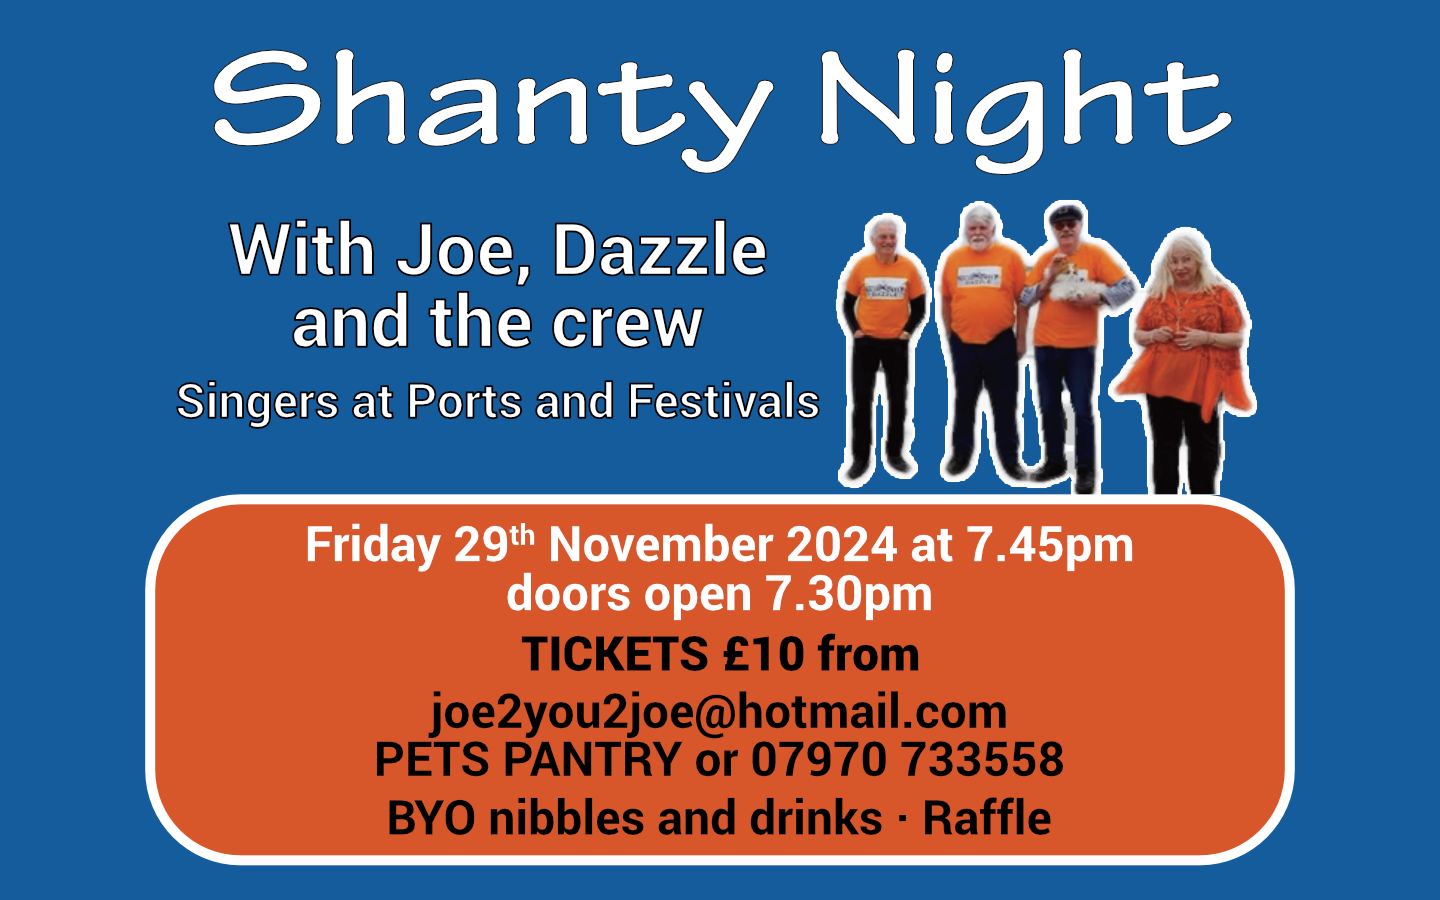 Shanty Night
With Joe, Dazzle
and the crew
Singers at Ports and Festivals
Friday 29th November 2024 at 7.45pm
doors open 7.30pm
TICKETS £10 from
joe2you2joe@hotmail.com
PETS PANTRY or 07970 733558
BYO nibbles and drinks · Raffle